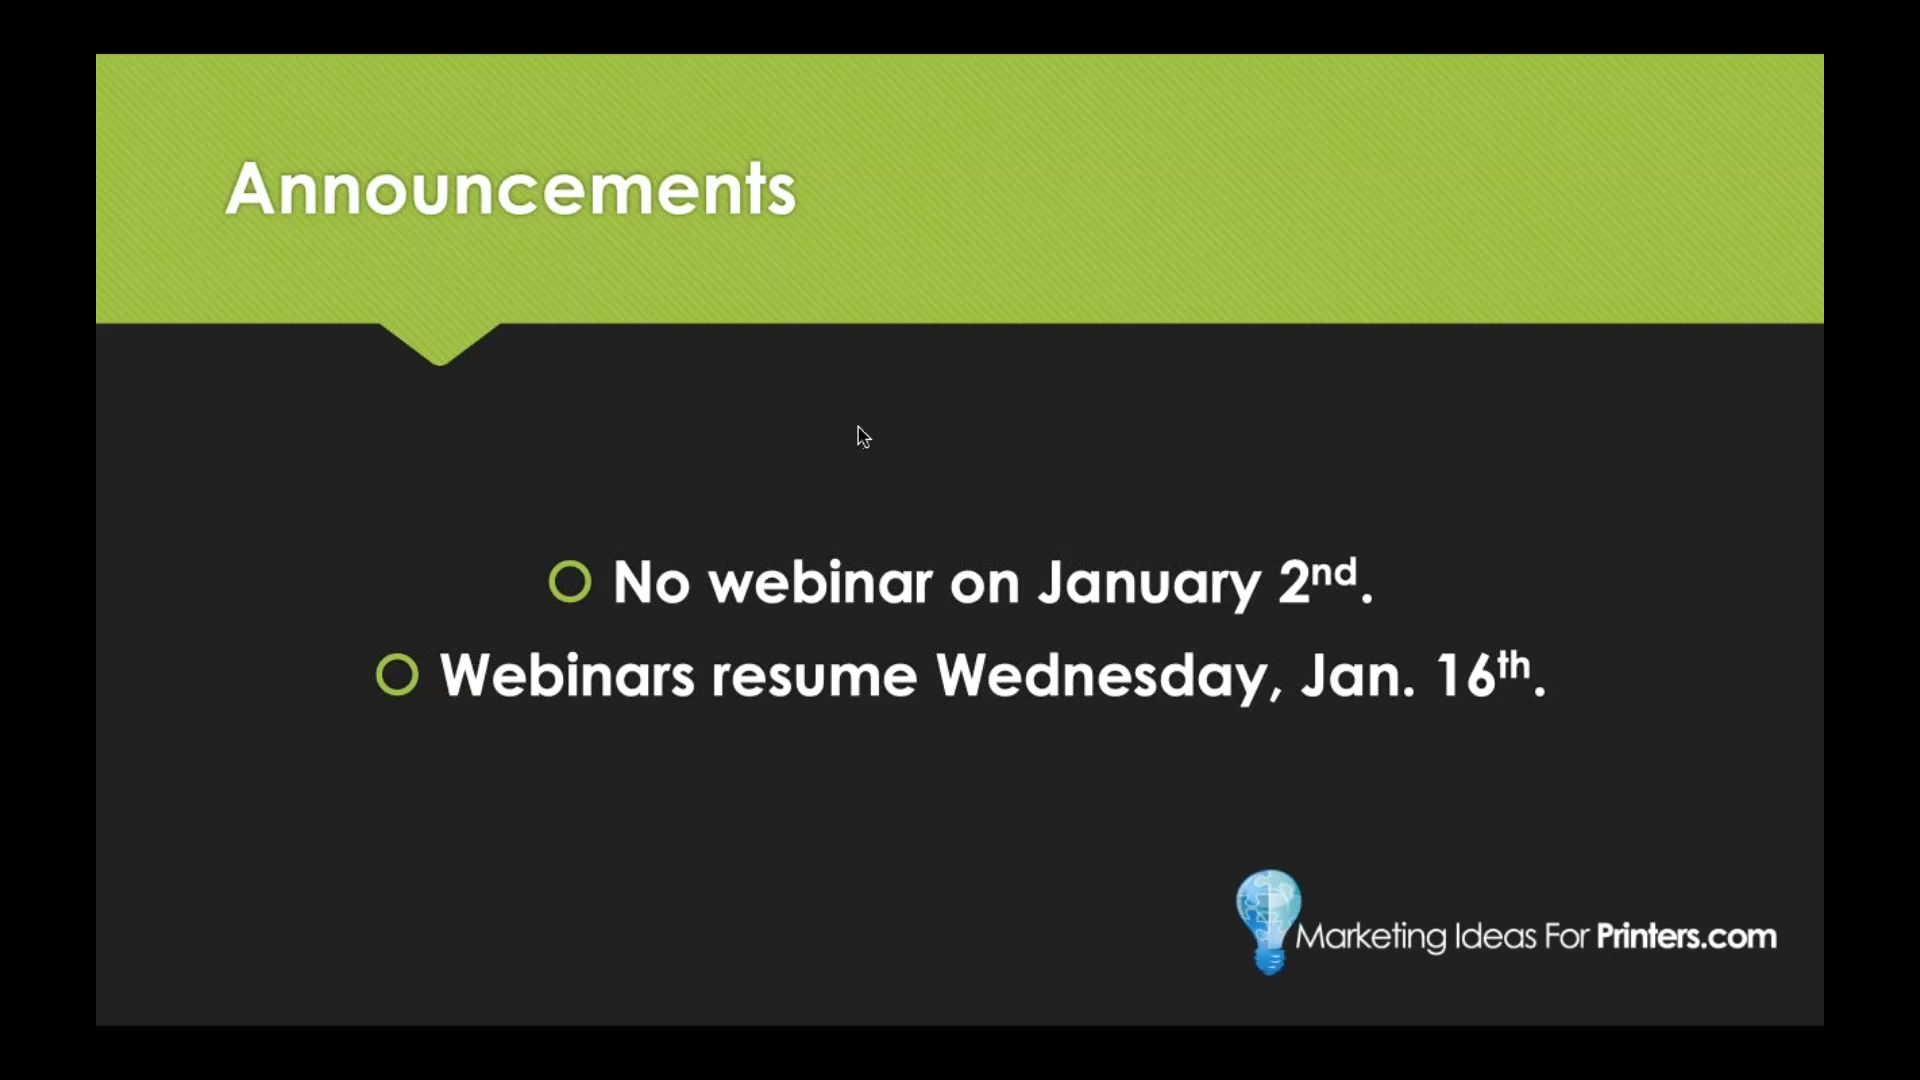 Announcements
No webinar on January 2nd.
Webinars resume Wednesday, Jan. 16th.
Marketing Ideas For Printers.com